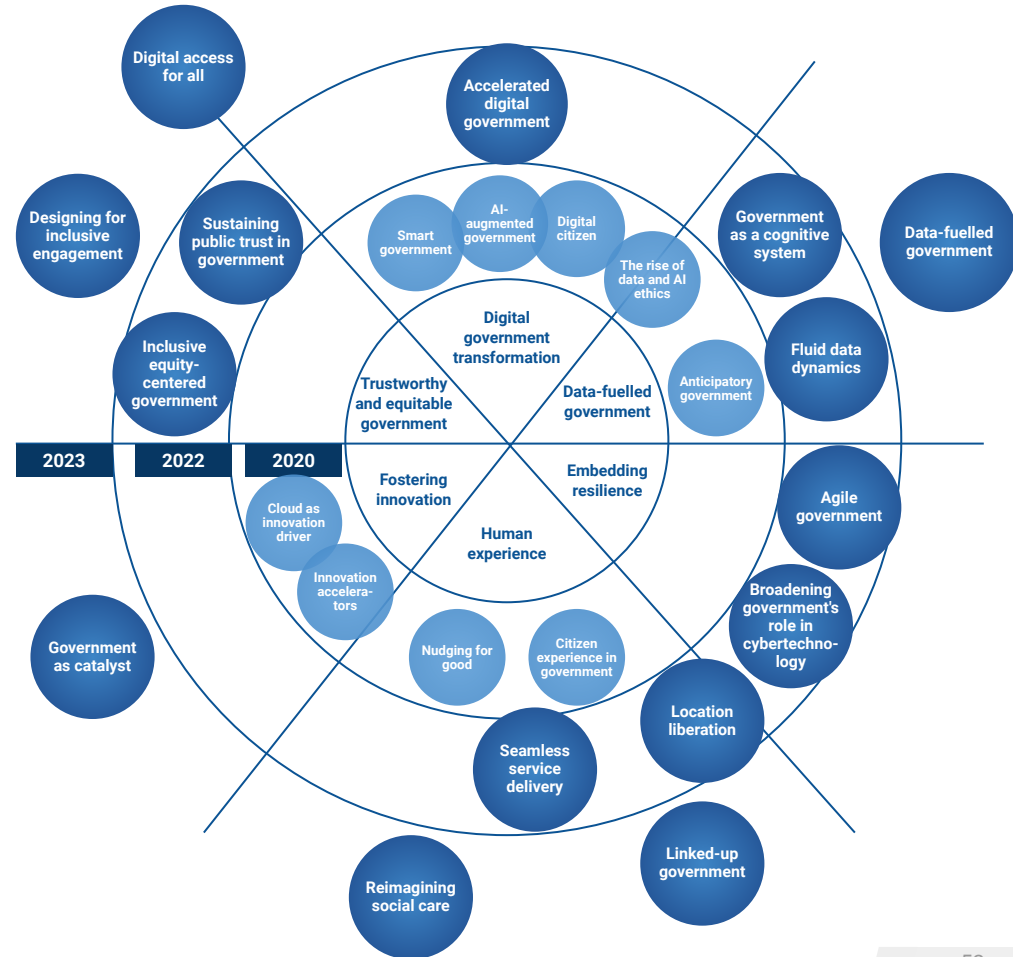 Digital access
for all
Accelerated
digital
government
Designing for
inclusive
engagement
Sustaining
public trust in
government
Smart
government
AI-
augmented
government
Digital
citizen
The rise of
data and AI
ethics
Government
as a cognitive
system
Data-fuelled
government
Inclusive
equity-
centered
government
Digital
government
transformation
Trustworthy
and equitable
government
Data-fuelled
government
Anticipatory
government
Fluid data
dynamics
2023
2022
2020
Fostering
innovation
Embedding
resilience
Human
experience
Agile
government
Cloud as
innovation
driver
Innovation
accelera-
tors
Broadening
government's
role in
cybertechno-
logy
Government
as catalyst
Nudging for
good
Citizen
experience in
government
Location
liberation
Seamless
service
delivery
Linked-up
government
Reimagining
social care